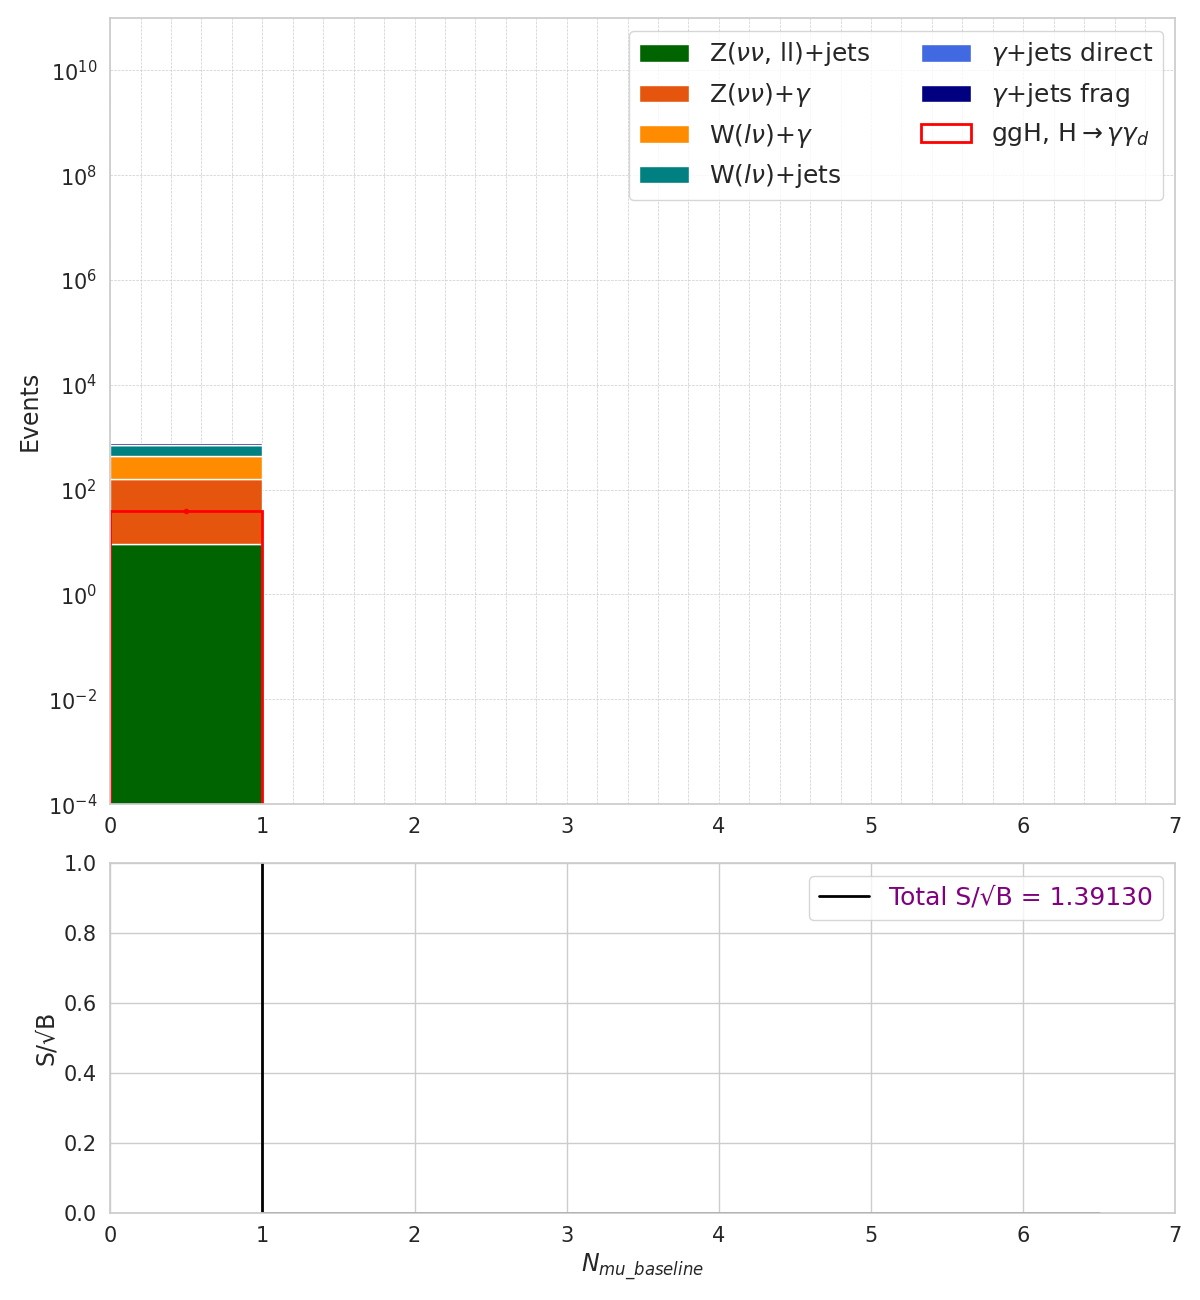 Z(νν, ll)+jets
Z(νν)+γ
W(lν)+γ
W(lν)+jets
γ+jets direct
γ+jets frag
ggH, H→γγ_d
Events
10^10
10^8
10^6
10^4
10^2
10^0
10^−2
10^−4
0 1 2 3 4 5 6 7
Total S/√B = 1.39130
S/√B
1.0
0.8
0.6
0.4
0.2
0.0
0 1 2 3 4 5 6 7
N_mu_baseline